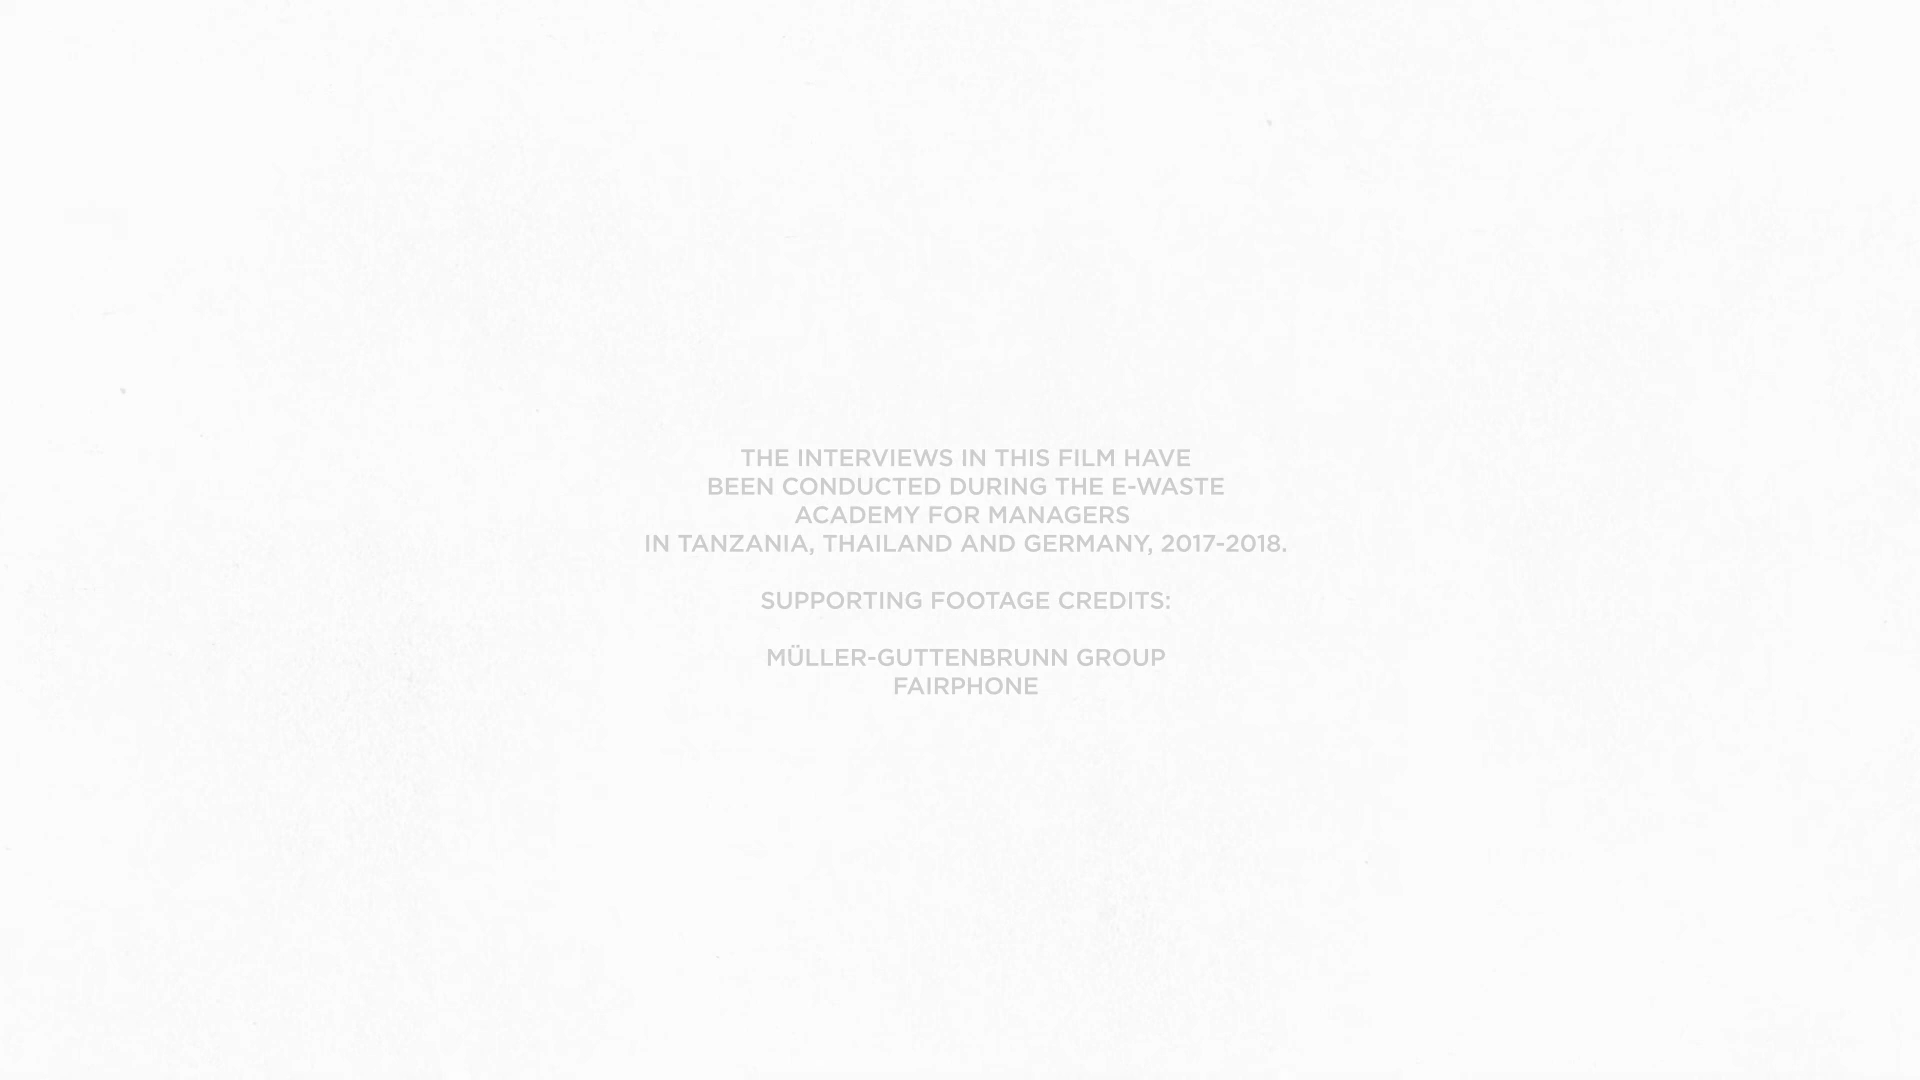 THE INTERVIEWS IN THIS FILM HAVE
BEEN CONDUCTED DURING THE E-WASTE
ACADEMY FOR MANAGERS
IN TANZANIA, THAILAND AND GERMANY, 2017-2018.
SUPPORTING FOOTAGE CREDITS:
MÜLLER-GUTTENBRUNN GROUP
FAIRPHONE